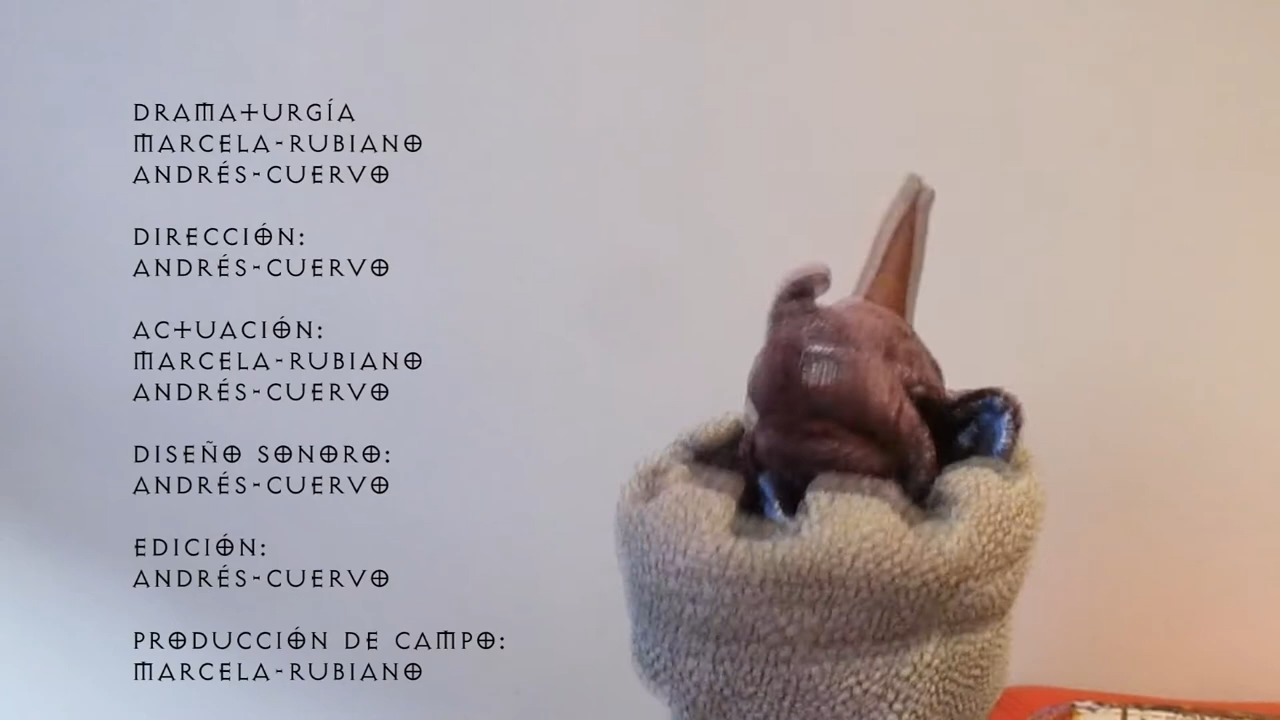 DRAMATURGÍA
MARCELA-RUBIANO
ANDRÉS-CUERVO
DIRECCIÓN:
ANDRÉS-CUERVO
ACTUACIÓN:
MARCELA-RUBIANO
ANDRÉS-CUERVO
DISEÑO SONORO:
ANDRÉS-CUERVO
EDICIÓN:
ANDRÉS-CUERVO
PRODUCCIÓN DE CAMPO:
MARCELA-RUBIANO